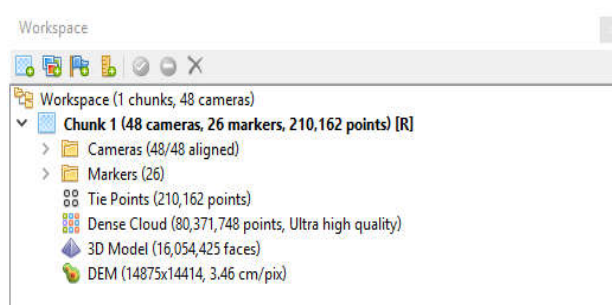 Workspace
Workspace (1 chunks, 48 cameras)
Chunk 1 (48 cameras, 26 markers, 210,162 points) [R]
Cameras (48/48 aligned)
Markers (26)
Tie Points (210,162 points)
Dense Cloud (80,371,748 points, Ultra high quality)
3D Model (16,054,425 faces)
DEM (14875x14414, 3.46 cm/pix)